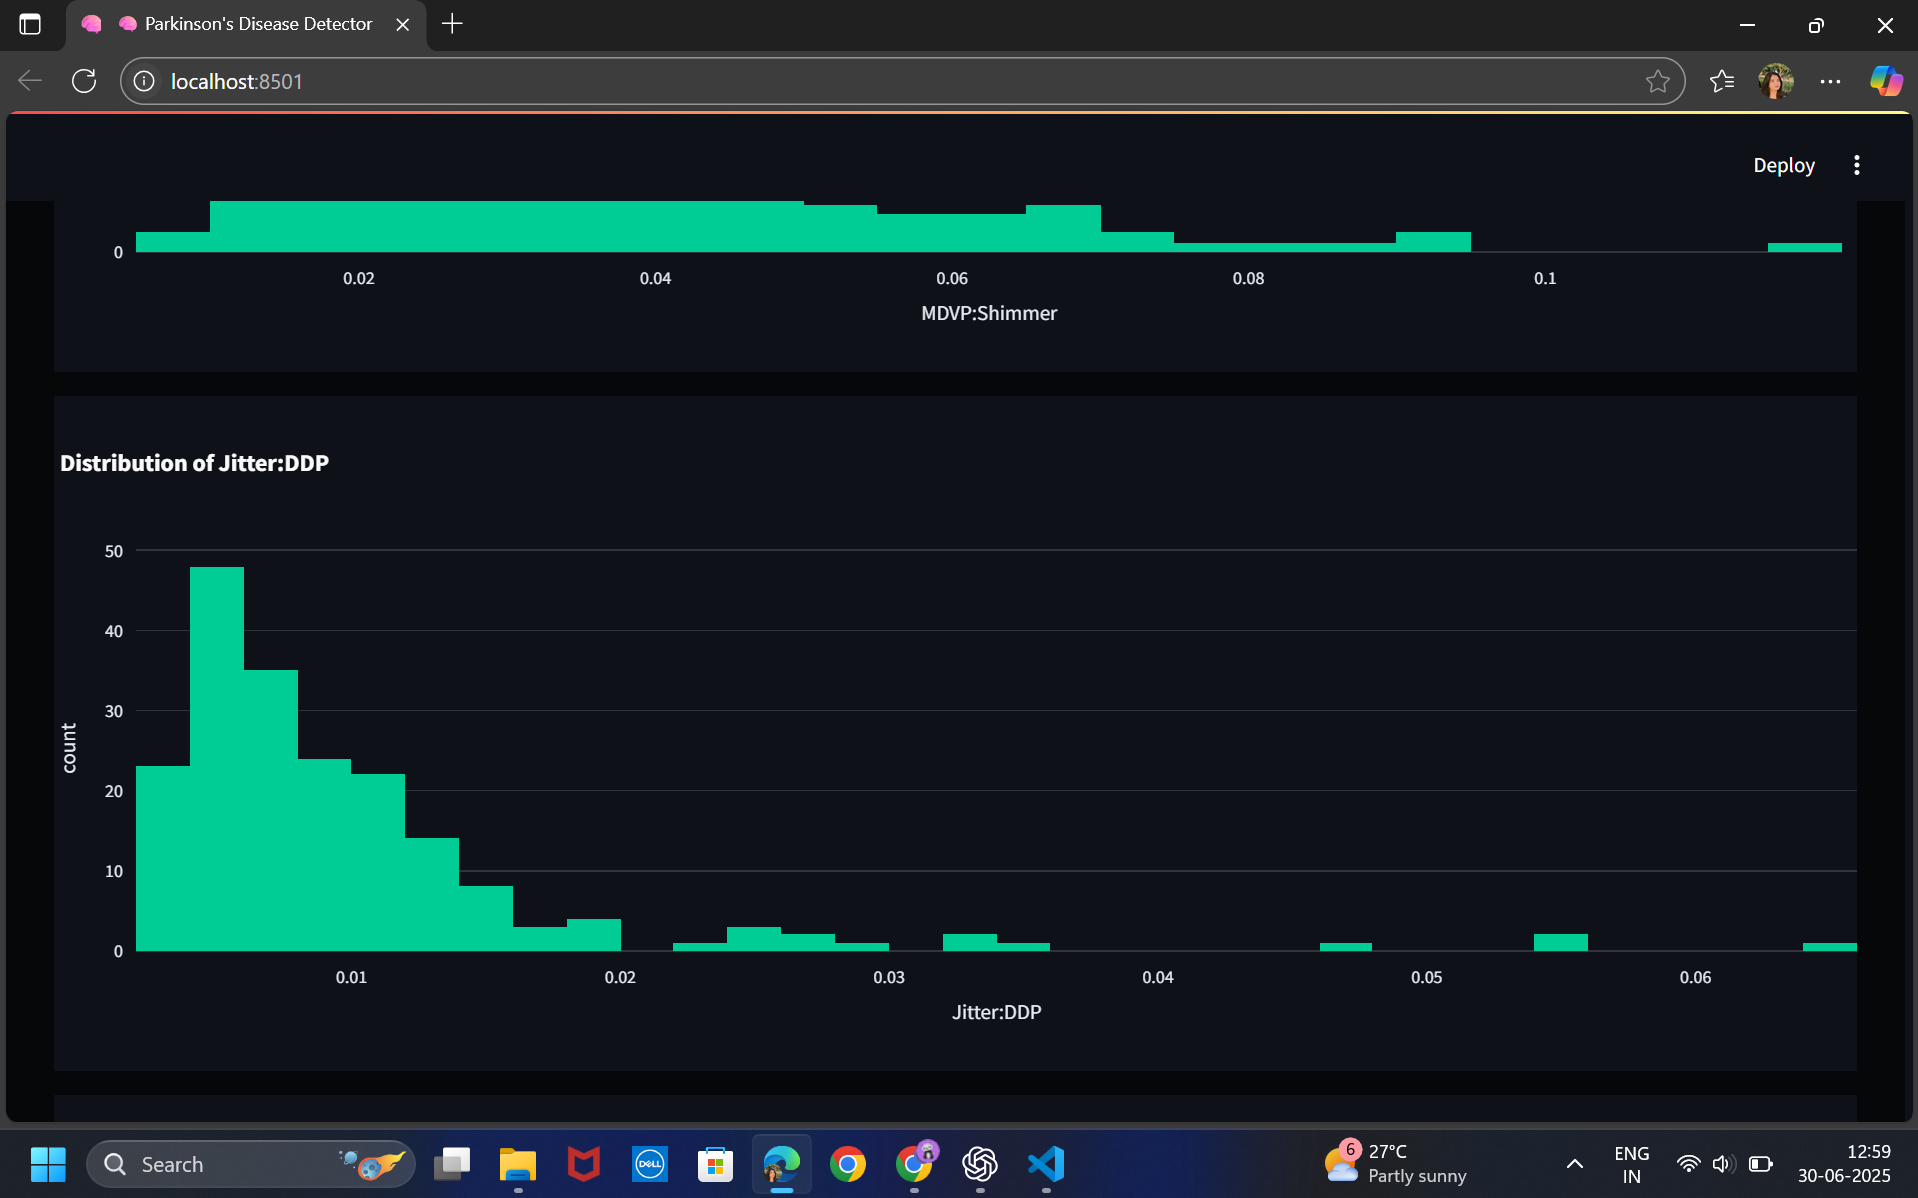 Parkinson's Disease Detector
localhost:8501
Deploy
0
0.02 0.04 0.06 0.08 0.1
MDVP:Shimmer
Distribution of Jitter:DDP
50
40
30
20
10
0
count
0.01 0.02 0.03 0.04 0.05 0.06
Jitter:DDP
Search
DELL
6
27°C
Partly sunny
ENG
IN
12:59
30-06-2025